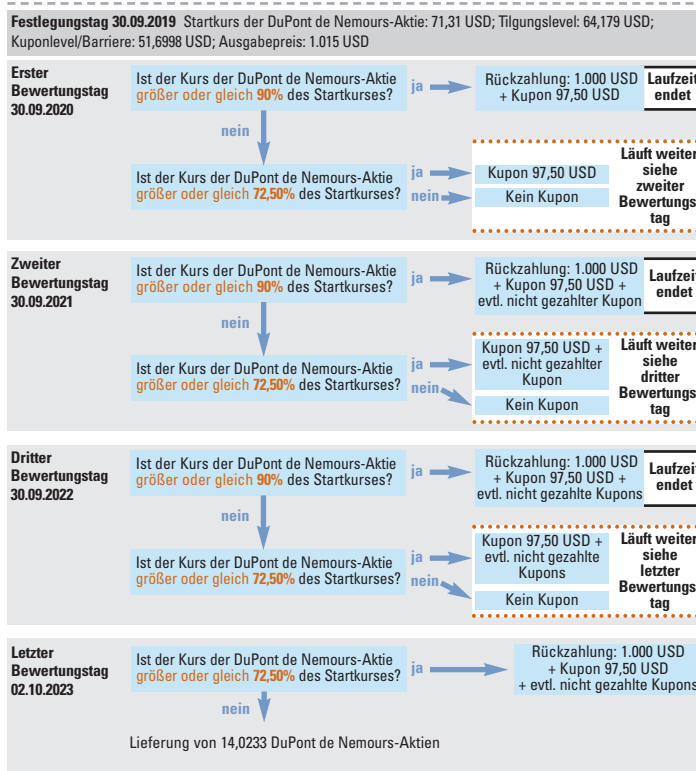 Festlegungstag 30.09.2019 Startkurs der DuPont de Nemours-Aktie: 71,31 USD; Tilgungslevel: 64,179 USD;
Kuponlevel/Barriere: 51,6998 USD; Ausgabepreis: 1.015 USD
Erster
Bewertungstag
30.09.2020
Ist der Kurs der DuPont de Nemours-Aktie
größer oder gleich 90% des Startkurses?
ja
Rückzahlung: 1.000 USD
+ Kupon 97,50 USD
Laufzeit
endet
nein
Ist der Kurs der DuPont de Nemours-Aktie
größer oder gleich 72,50% des Startkurses?
ja
Kupon 97,50 USD
nein
Kein Kupon
Läuft weiter
siehe
zweiter
Bewertungs
tag
Zweiter
Bewertungstag
30.09.2021
Ist der Kurs der DuPont de Nemours-Aktie
größer oder gleich 90% des Startkurses?
ja
Rückzahlung: 1.000 USD
+ Kupon 97,50 USD +
evtl. nicht gezahlter Kupon
Laufzeit
endet
nein
Ist der Kurs der DuPont de Nemours-Aktie
größer oder gleich 72,50% des Startkurses?
ja
Kupon 97,50 USD +
evtl. nicht gezahlter
Kupon
nein
Kein Kupon
Läuft weiter
siehe
dritter
Bewertungs
tag
Dritter
Bewertungstag
30.09.2022
Ist der Kurs der DuPont de Nemours-Aktie
größer oder gleich 90% des Startkurses?
ja
Rückzahlung: 1.000 USD
+ Kupon 97,50 USD +
evtl. nicht gezahlte Kupons
Laufzeit
endet
nein
Ist der Kurs der DuPont de Nemours-Aktie
größer oder gleich 72,50% des Startkurses?
ja
Kupon 97,50 USD +
evtl. nicht gezahlte
Kupons
nein
Kein Kupon
Läuft weiter
siehe
letzter
Bewertungs
tag
Letzter
Bewertungstag
02.10.2023
Ist der Kurs der DuPont de Nemours-Aktie
größer oder gleich 72,50% des Startkurses?
ja
Rückzahlung: 1.000 USD
+ Kupon 97,50 USD
+ evtl. nicht gezahlte Kupons
nein
Lieferung von 14,0233 DuPont de Nemours-Aktien